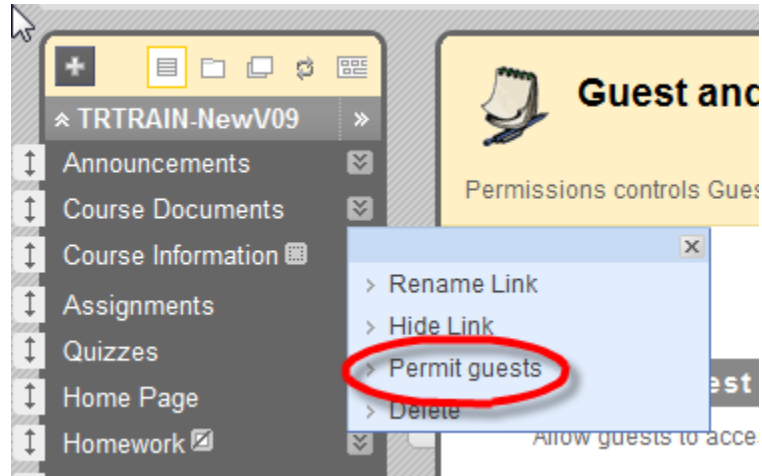 TRTRAIN-NewV09
Announcements
Course Documents
Course Information
Assignments
Quizzes
Home Page
Homework
Guest and
Permissions controls Gues
Rename Link
Hide Link
Permit guests
Delete
est
Allow guests to acce